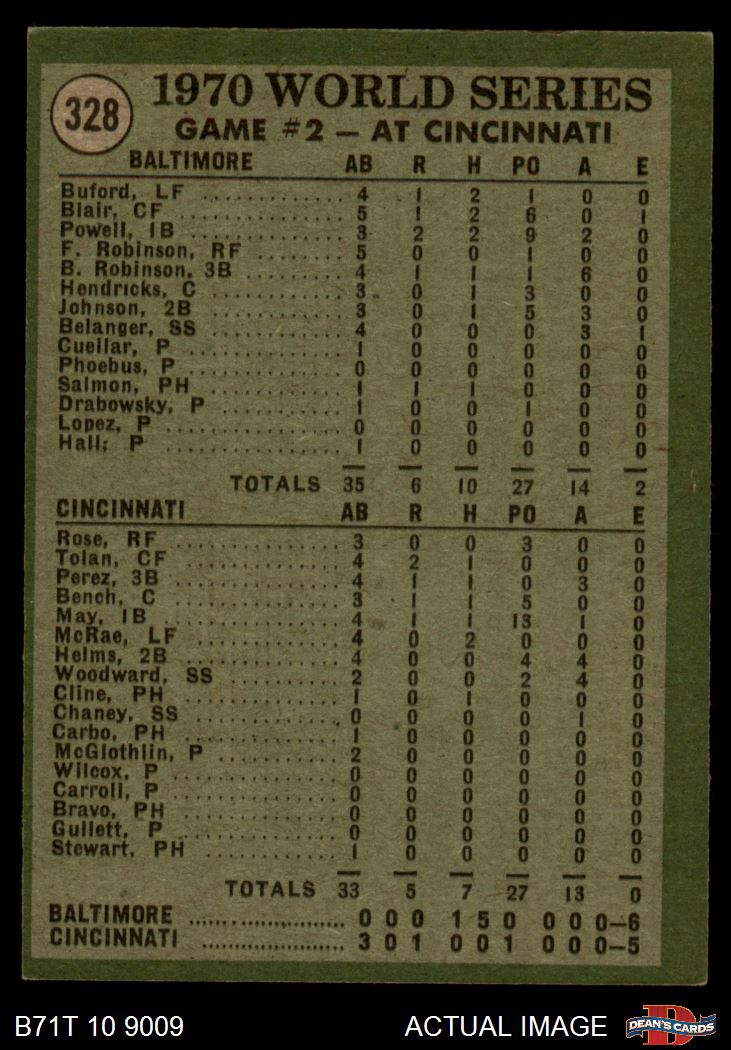 328
1970 WORLD SERIES
GAME #2 — AT CINCINNATI
BALTIMORE AB R H PO A E
Buford, LF 4 1 2 1 0 0
Blair, CF 5 1 2 6 0 1
Powell, 1B 3 2 2 9 2 0
F. Robinson, RF 5 0 0 1 0 0
B. Robinson, 3B 4 1 1 1 6 0
Hendricks, C 3 0 1 3 0 0
Johnson, 2B 3 0 1 5 3 0
Belanger, SS 4 0 0 0 3 1
Cuellar, P 1 0 0 0 0 0
Phoebus, P 0 0 0 0 0 0
Salmon, PH 1 1 1 0 0 0
Drabowsky, P 1 0 0 1 0 0
Lopez, P 0 0 0 0 0 0
Hall, P 1 0 0 0 0 0
TOTALS 35 6 10 27 14 2
CINCINNATI AB R H PO A E
Rose, RF 3 0 0 3 0 0
Tolan, CF 4 2 1 0 0 0
Perez, 3B 4 1 1 0 3 0
Bench, C 3 1 1 5 0 0
May, 1B 4 1 1 13 1 0
McRae, LF 4 0 2 0 0 0
Helms, 2B 4 0 0 4 4 0
Woodward, SS 2 0 0 2 4 0
Cline, PH 1 0 1 0 0 0
Chaney, SS 0 0 0 0 1 0
Carbo, PH 1 0 0 0 0 0
McGlothlin, P 2 0 0 0 0 0
Wilcox, P 0 0 0 0 0 0
Carroll, P 0 0 0 0 0 0
Bravo, PH 0 0 0 0 0 0
Gullett, P 0 0 0 0 0 0
Stewart, PH 1 0 0 0 0 0
TOTALS 33 5 7 27 13 0
BALTIMORE 0 0 0 1 5 0 0 0 0—6
CINCINNATI 3 0 1 0 0 1 0 0 0—5
B71T 10 9009 ACTUAL IMAGE D DEAN'S CARDS